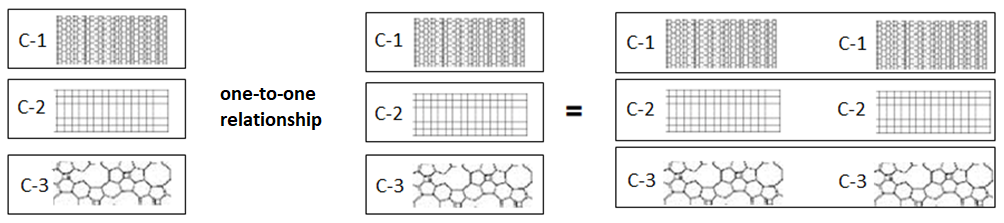 C-1
C-2
C-3
one-to-one
relationship
C-1
C-2
C-3
=
C-1 C-1
C-2 C-2
C-3 C-3